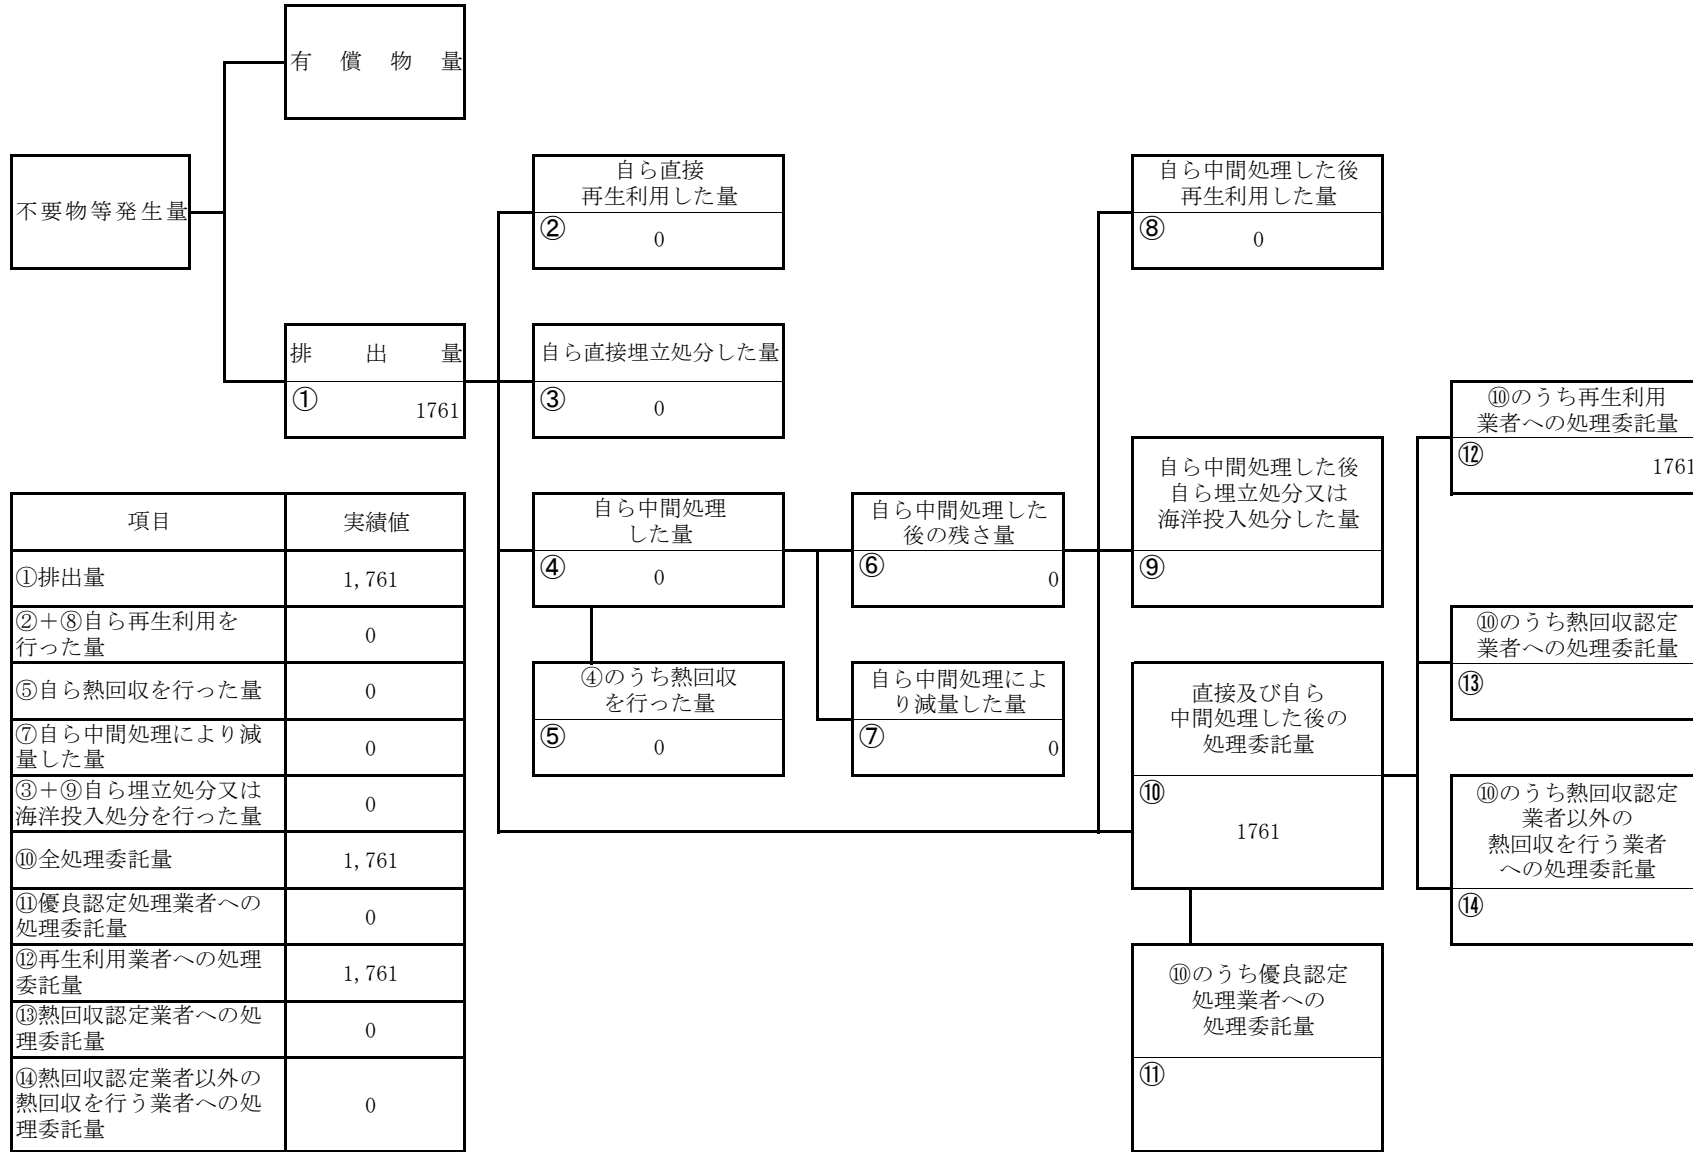 有償物量
不要物等発生量
排出量
①
1761
自ら直接
再生利用した量
②
0
自ら直接埋立処分した量
③
0
自ら中間処理
した量
④
0
④のうち熱回収
を行った量
⑤
0
自ら中間処理した
後の残さ量
⑥
0
自ら中間処理によ
り減量した量
⑦
0
自ら中間処理した後
再生利用した量
⑧
0
自ら中間処理した後
自ら埋立処分又は
海洋投入処分した量
⑨
直接及び自ら
中間処理した後の
処理委託量
⑩
1761
⑩のうち優良認定
処理業者への
処理委託量
⑪
⑩のうち再生利用
業者への処理委託量
⑫
1761
⑩のうち熱回収認定
業者への処理委託量
⑬
⑩のうち熱回収認定
業者以外の
熱回収を行う業者
への処理委託量
⑭
項目 実績値
①排出量 1,761
②＋⑧自ら再生利用を
行った量 0
⑤自ら熱回収を行った量 0
⑦自ら中間処理により減
量した量 0
③＋⑨自ら埋立処分又は
海洋投入処分を行った量 0
⑩全処理委託量 1,761
⑪優良認定処理業者への
処理委託量 0
⑫再生利用業者への処理
委託量 1,761
⑬熱回収認定業者への処
理委託量 0
⑭熱回収認定業者以外の
熱回収を行う業者への処
理委託量 0